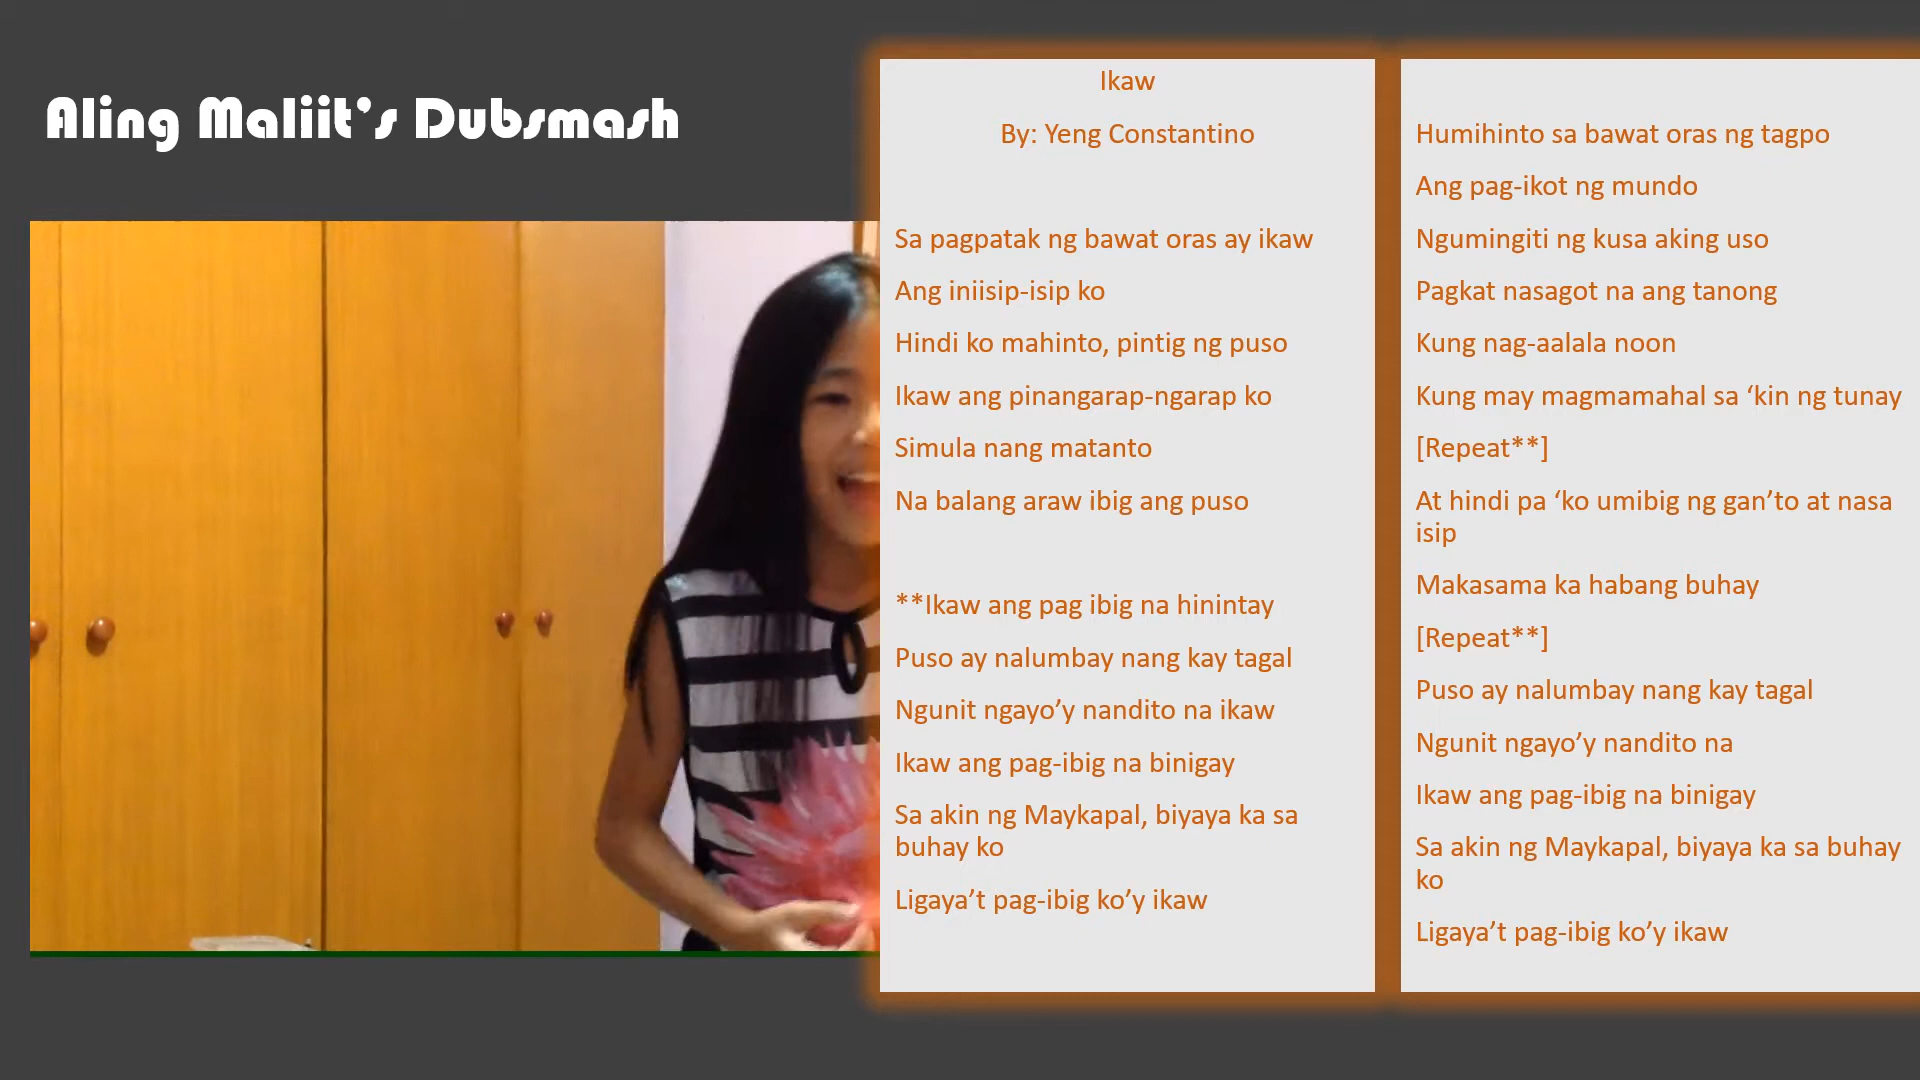 Aling Maliit's Dubsmash
Ikaw
By: Yeng Constantino
Sa pagpatak ng bawat oras ay ikaw
Ang iniisip-isip ko
Hindi ko mahinto, pintig ng puso
Ikaw ang pinangarap-ngarap ko
Simula nang matanto
Na balang araw ibig ang puso
**Ikaw ang pag ibig na hinintay
Puso ay nalumbay nang kay tagal
Ngunit ngayo’y nandito na ikaw
Ikaw ang pag-ibig na binigay
Sa akin ng Maykapal, biyaya ka sa
buhay ko
Ligaya’t pag-ibig ko’y ikaw
Humihinto sa bawat oras ng tagpo
Ang pag-ikot ng mundo
Ngumingiti ng kusa aking uso
Pagkat nasagot na ang tanong
Kung nag-aalala noon
Kung may magmamahal sa ‘kin ng tunay
[Repeat**]
At hindi pa ‘ko umibig ng gan’to at nasa
isip
Makasama ka habang buhay
[Repeat**]
Puso ay nalumbay nang kay tagal
Ngunit ngayo’y nandito na
Ikaw ang pag-ibig na binigay
Sa akin ng Maykapal, biyaya ka sa buhay
ko
Ligaya’t pag-ibig ko’y ikaw